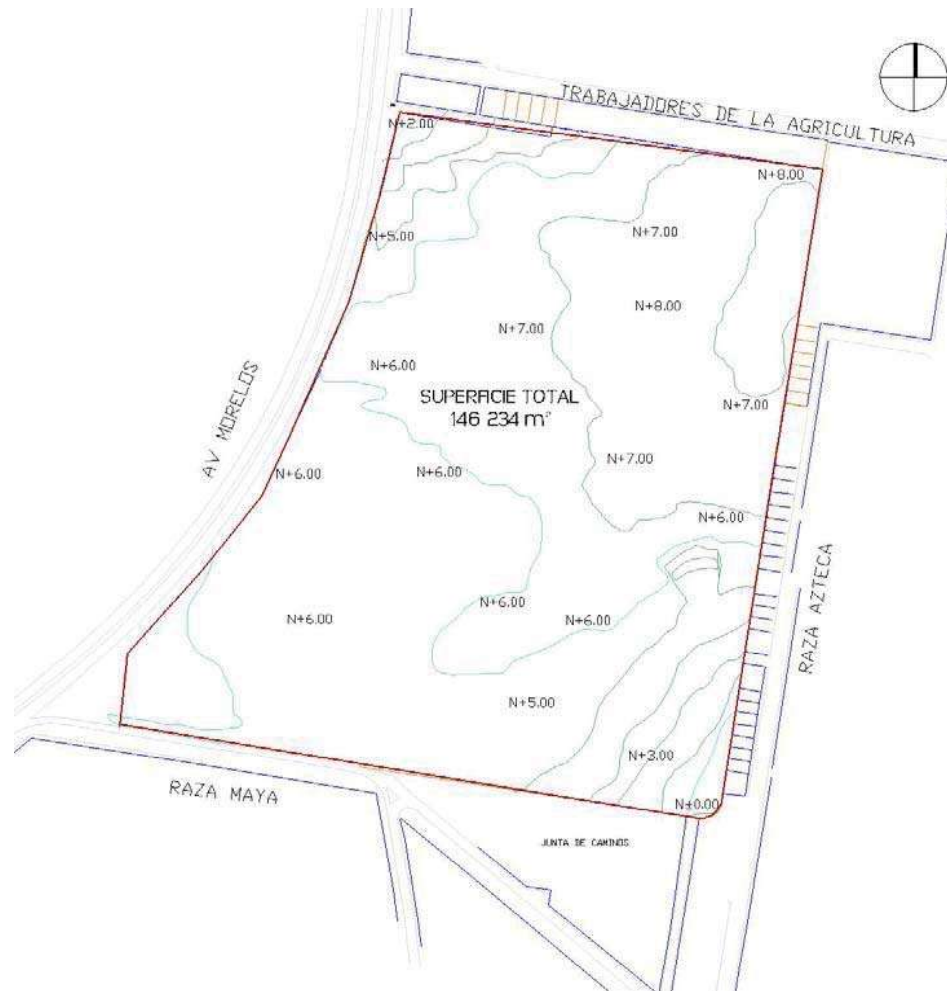 TRABAJADORES DE LA AGRICULTURA
N+2.00
N+8.00
N+5.00
N+7.00
N+8.00
N+7.00
N+6.00
AV MORELOS
SUPERFICIE TOTAL
146 234 m²
N+7.00
N+7.00
N+6.00
N+6.00
N+6.00
RAZA AZTECA
N+6.00
N+6.00
N+6.00
N+5.00
N+3.00
RAZA MAYA
N±0.00
JUNTA DE CAMINOS